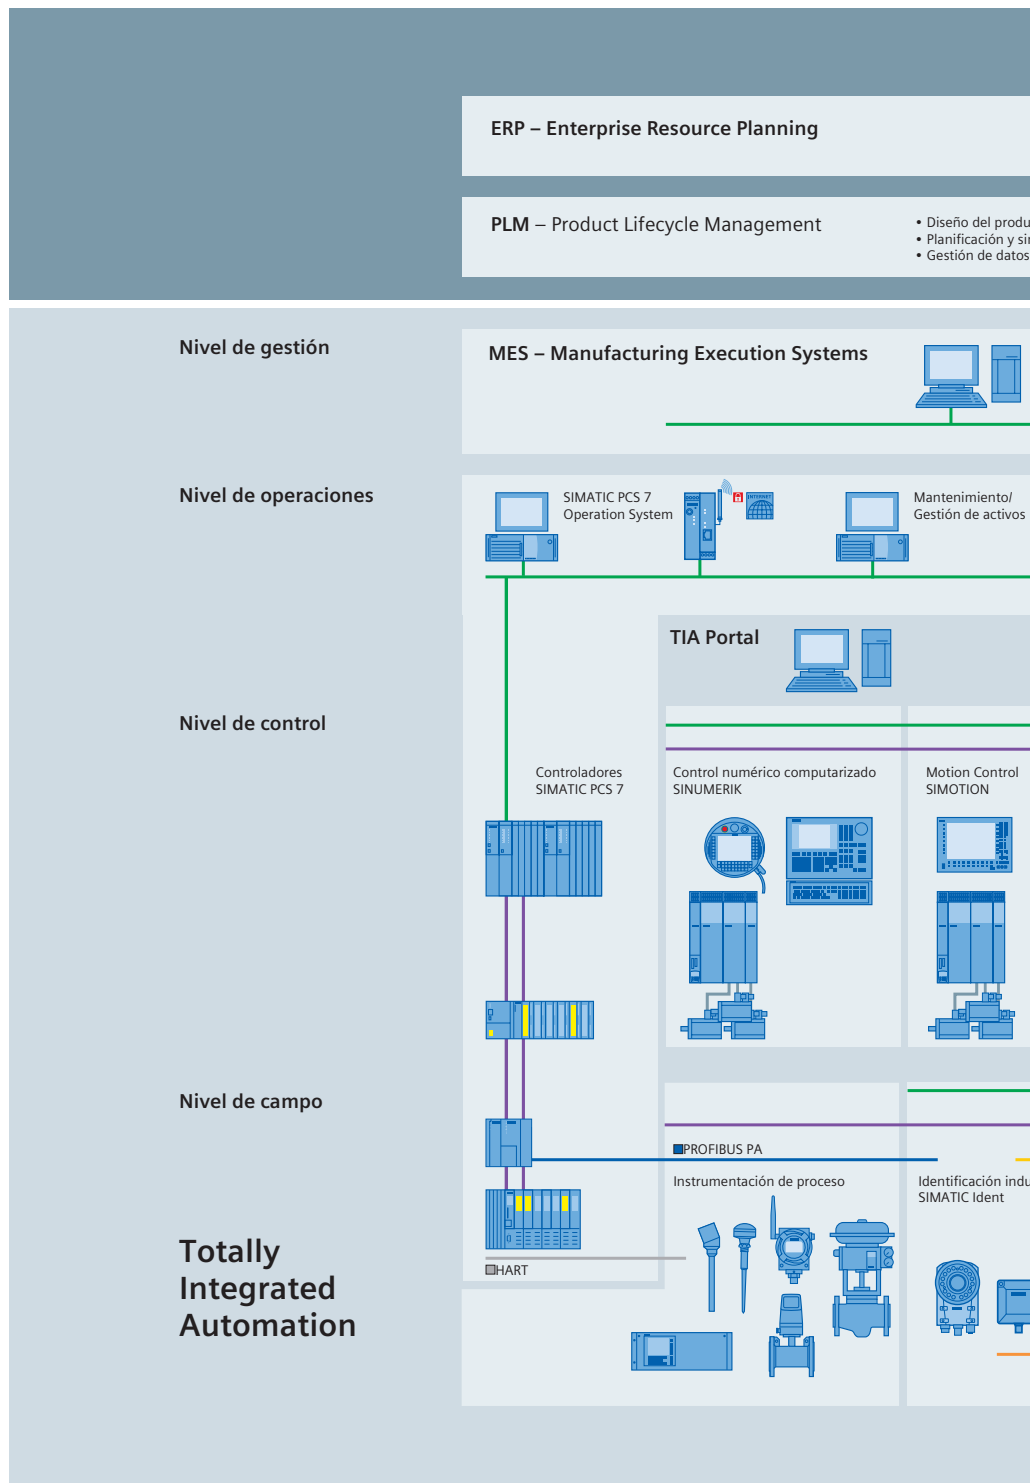 ERP – Enterprise Resource Planning
PLM – Product Lifecycle Management
• Diseño del produ
• Planificación y si
• Gestión de datos
Nivel de gestión
MES – Manufacturing Execution Systems
Nivel de operaciones
SIMATIC PCS 7
Operation System
INTERNET
Mantenimiento/
Gestión de activos
TIA Portal
Nivel de control
Controladores
SIMATIC PCS 7
Control numérico computarizado
SINUMERIK
Motion Control
SIMOTION
Nivel de campo
PROFIBUS PA
Instrumentación de proceso
Identificación indu
SIMATIC Ident
HART
Totally
Integrated
Automation